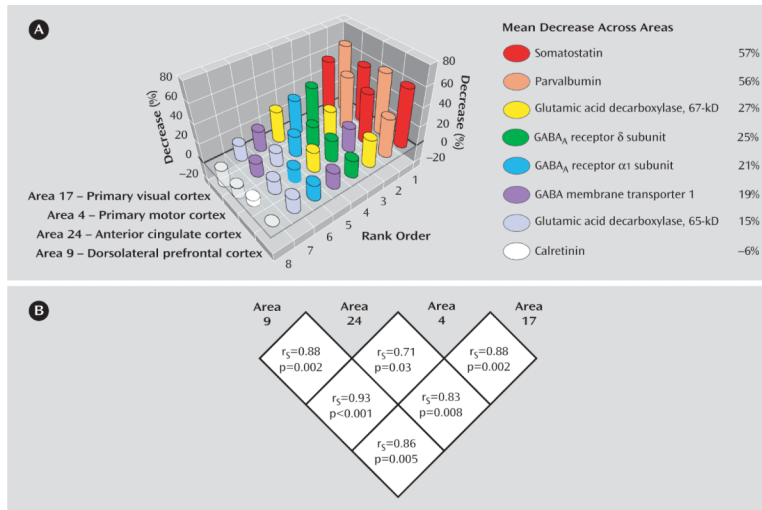 A
Mean Decrease Across Areas
Somatostatin 57%
Parvalbumin 56%
Glutamic acid decarboxylase, 67-kD 27%
GABAA receptor δ subunit 25%
GABAA receptor α1 subunit 21%
GABA membrane transporter 1 19%
Glutamic acid decarboxylase, 65-kD 15%
Calretinin –6%
80
60
40
20
0
–20
Decrease (%)
80
60
40
20
0
–20
Decrease (%)
Area 17 – Primary visual cortex
Area 4 – Primary motor cortex
Area 24 – Anterior cingulate cortex
Area 9 – Dorsolateral prefrontal cortex
8 7 6 5 4 3 2 1
Rank Order
B
Area Area Area Area
9 24 4 17
rS=0.88 rS=0.71 rS=0.88
p=0.002 p=0.03 p=0.002
rS=0.93 rS=0.83
p<0.001 p=0.008
rS=0.86
p=0.005